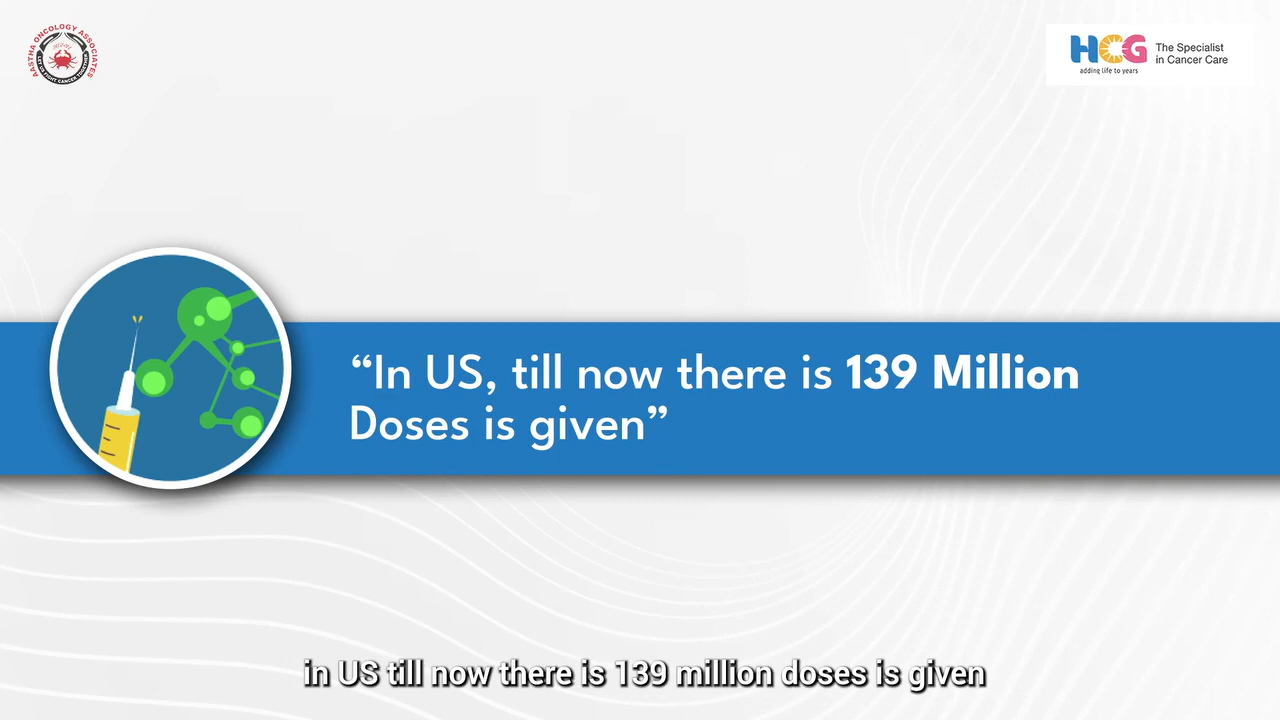 AASTHA ONCOLOGY ASSOCIATES
HCG
adding life to years
The Specialist
in Cancer Care
“In US, till now there is 139 Million
Doses is given”
in US till now there is 139 million doses is given